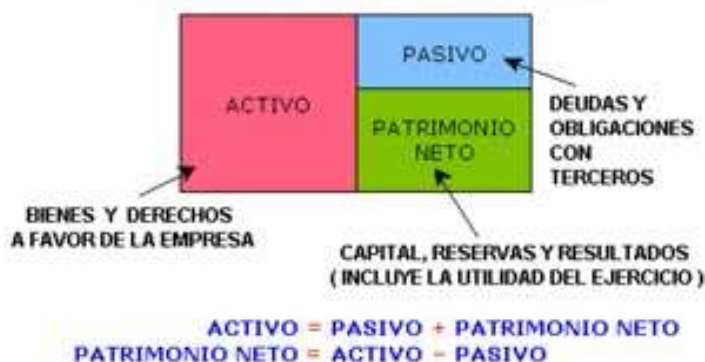 PASIVO
ACTIVO
PATRIMONIO
NETO
DEUDAS Y
OBLIGACIONES
CON
TERCEROS
BIENES Y DERECHOS
A FAVOR DE LA EMPRESA
CAPITAL, RESERVAS Y RESULTADOS
( INCLUYE LA UTILIDAD DEL EJERCICIO )
ACTIVO = PASIVO + PATRIMONIO NETO
PATRIMONIO NETO = ACTIVO - PASIVO